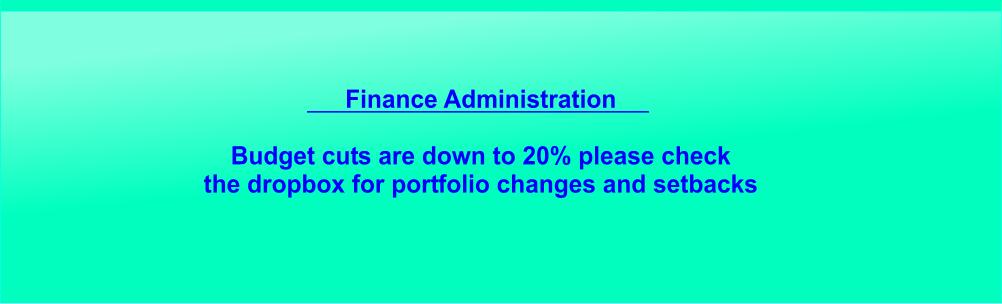 Finance Administration
Budget cuts are down to 20% please check
the dropbox for portfolio changes and setbacks